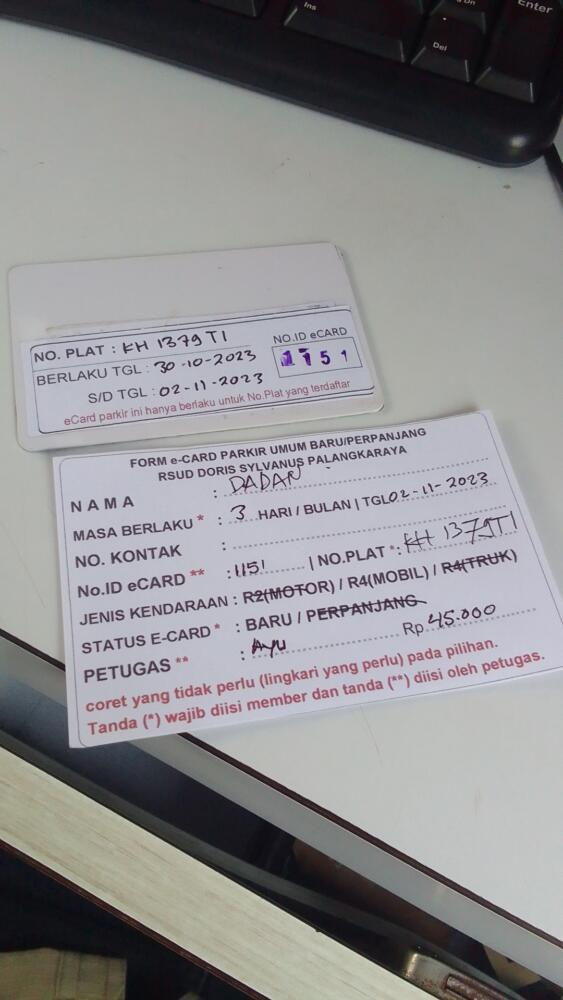 Enter
Ins
Del
NO. PLAT : KH 1379 TI
NO.ID eCARD
BERLAKU TGL : 30-10-2023
1151
S/D TGL : 02-11-2023
eCard parkir ini hanya berlaku untuk No.Plat yang terdaftar
FORM e-CARD PARKIR UMUM BARU/PERPANJANG
RSUD DORIS SYLVANUS PALANGKARAYA
NAMA : DADAN
MASA BERLAKU * : 3 HARI / BULAN | TGL 02-11-2023
NO. KONTAK :
No.ID eCARD ** : 1151 | NO.PLAT * : KH 1379 TI
JENIS KENDARAAN : R2(MOTOR) / R4(MOBIL) / R4(TRUK)
STATUS E-CARD * : BARU / PERPANJANG
PETUGAS ** : Ayu Rp 45.000
coret yang tidak perlu (lingkari yang perlu) pada pilihan.
Tanda (*) wajib diisi member dan tanda (**) diisi oleh petugas.